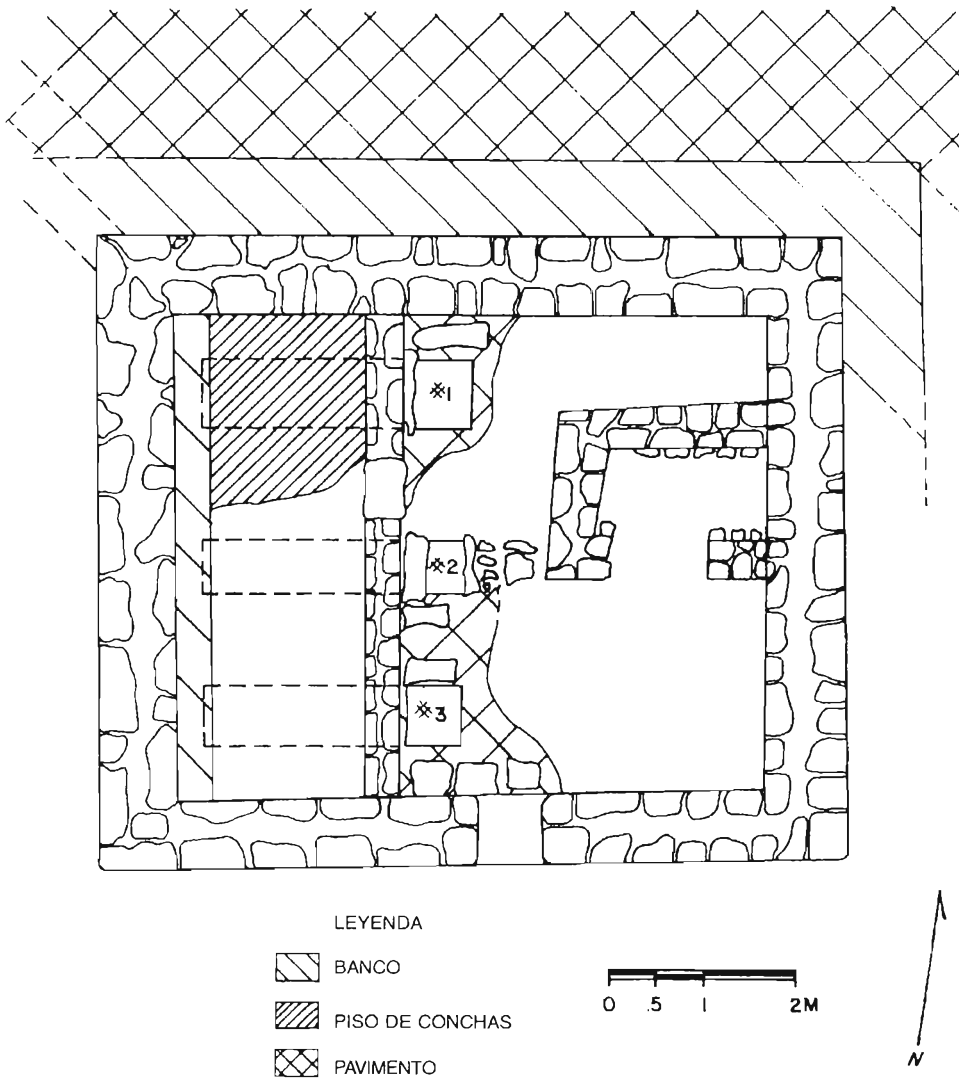 1
2
3
LEYENDA
BANCO
PISO DE CONCHAS
PAVIMENTO
0 .5 1 2M
N